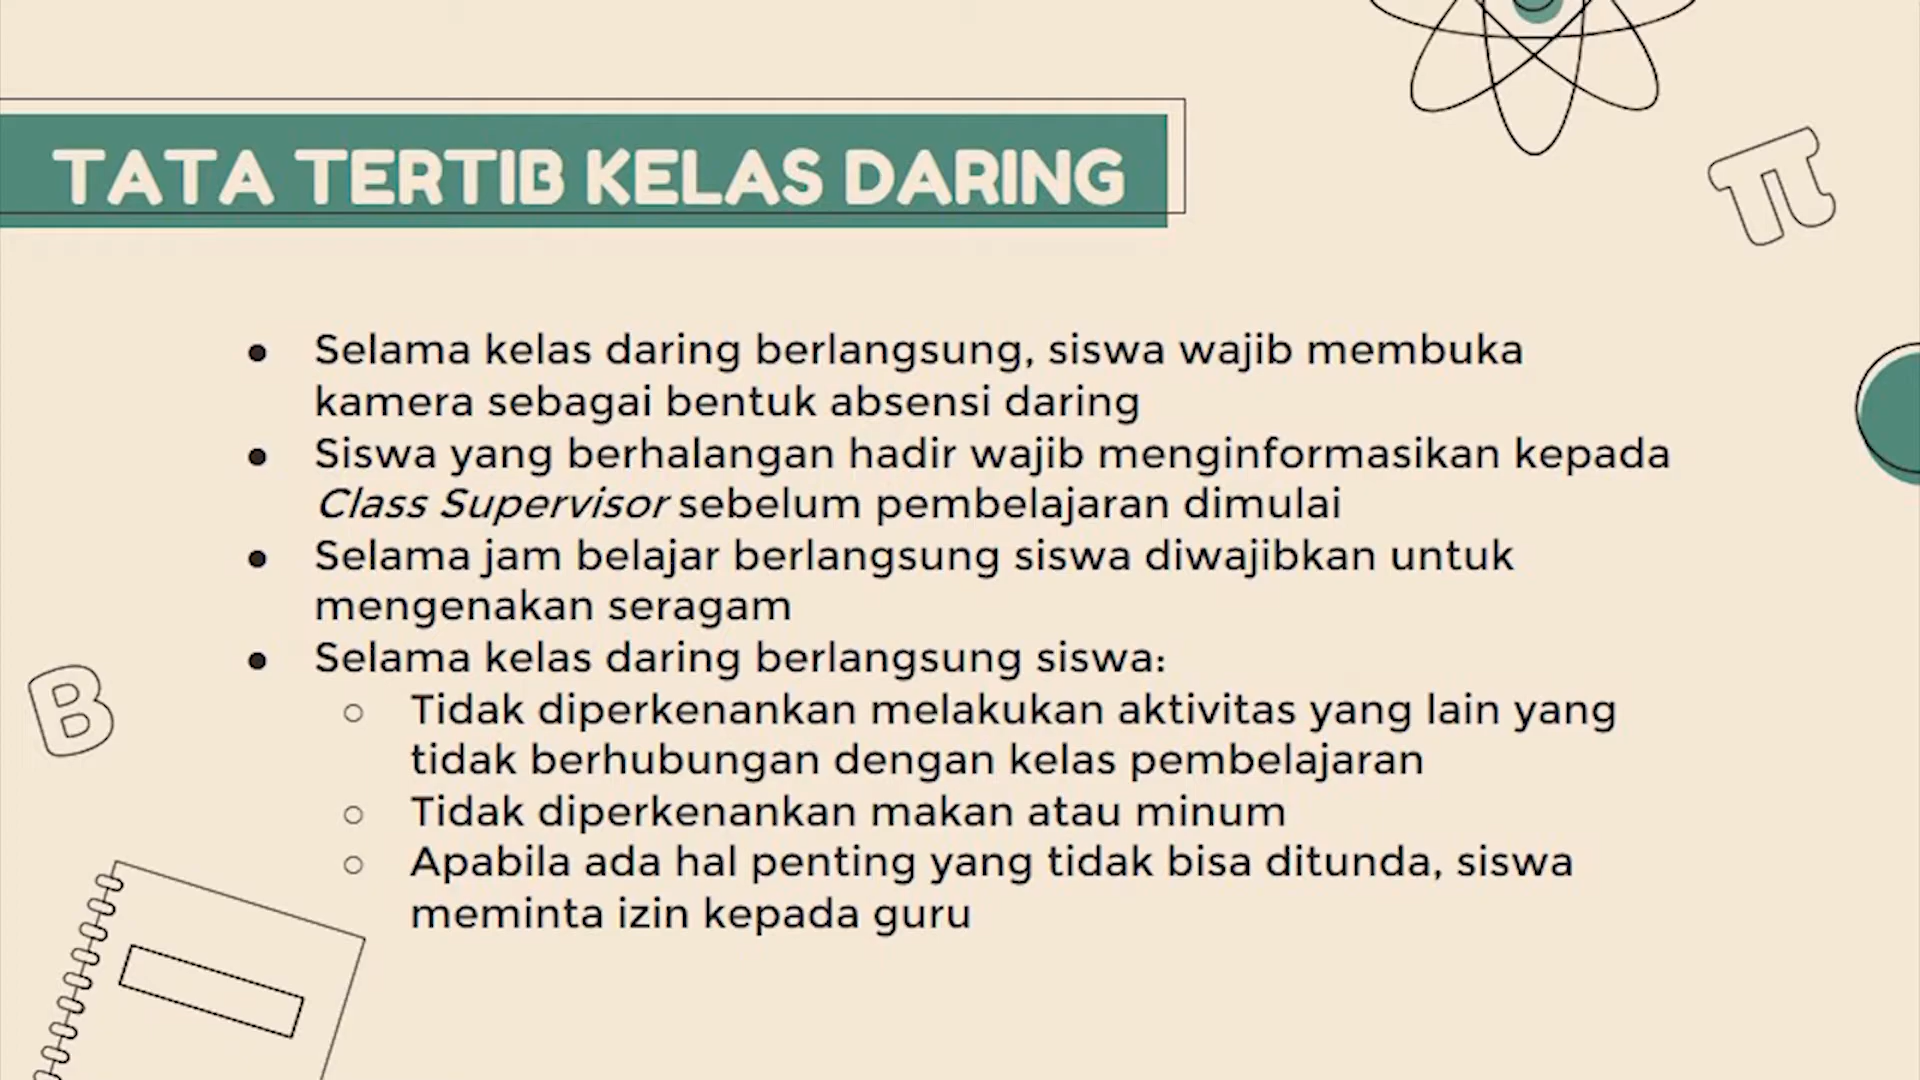 TATA TERTIB KELAS DARING
π
● Selama kelas daring berlangsung, siswa wajib membuka
kamera sebagai bentuk absensi daring
● Siswa yang berhalangan hadir wajib menginformasikan kepada
Class Supervisor sebelum pembelajaran dimulai
● Selama jam belajar berlangsung siswa diwajibkan untuk
mengenakan seragam
● Selama kelas daring berlangsung siswa:
○ Tidak diperkenankan melakukan aktivitas yang lain yang
tidak berhubungan dengan kelas pembelajaran
○ Tidak diperkenankan makan atau minum
○ Apabila ada hal penting yang tidak bisa ditunda, siswa
meminta izin kepada guru
B